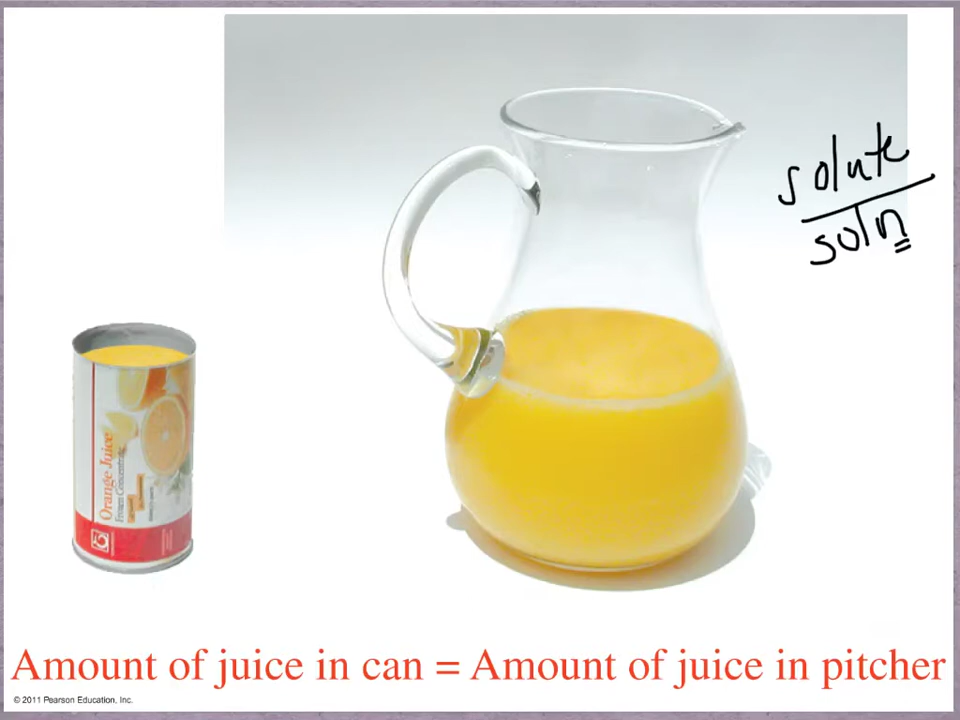 solute
soln
Orange Juice
Frozen Concentrate
Amount of juice in can = Amount of juice in pitcher
© 2011 Pearson Education, Inc.